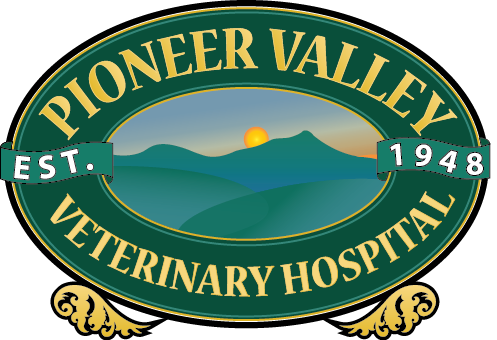 PIONEER VALLEY
EST. 1948
VETERINARY HOSPITAL